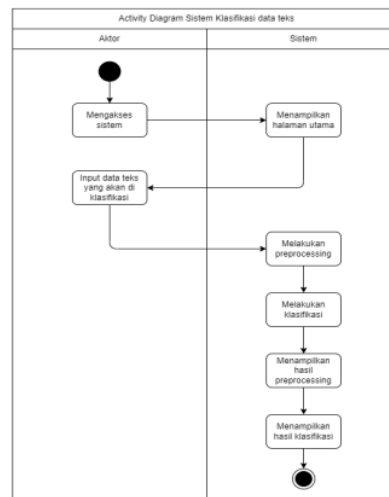 Activity Diagram Sistem Klasifikasi data teks
Aktor
Sistem
Mengakses
sistem
Menampilkan
halaman utama
Input data teks
yang akan di
klasifikasi
Melakukan
preprocessing
Melakukan
klasifikasi
Menampilkan
hasil
preprocessing
Menampilkan
hasil klasifikasi